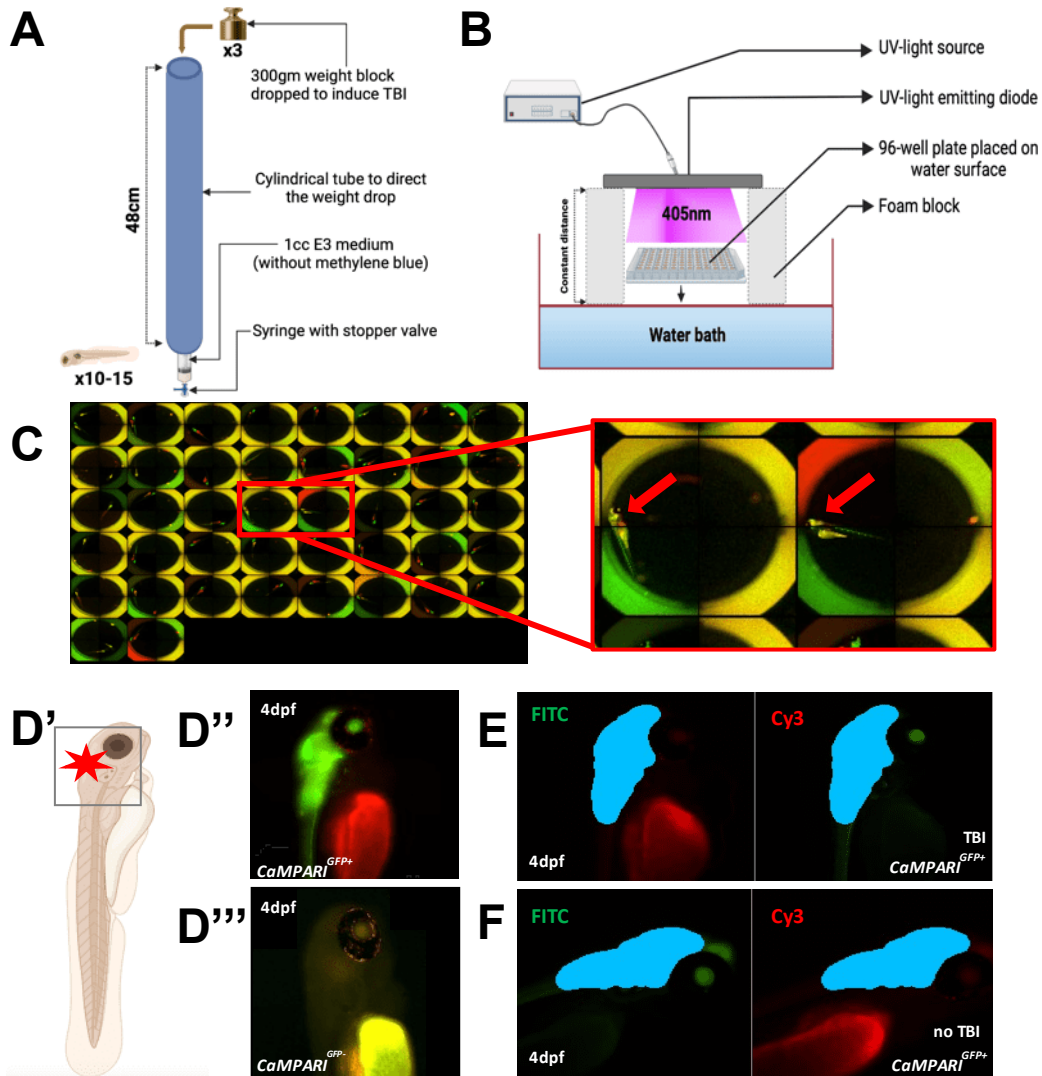 A
x3
300gm weight block
dropped to induce TBI
48cm
Cylindrical tube to direct
the weight drop
1cc E3 medium
(without methylene blue)
Syringe with stopper valve
x10-15
B
UV-light source
UV-light emitting diode
96-well plate placed on
water surface
Foam block
405nm
Constant distance
Water bath
C
D’
D’’
4dpf
CaMPARI GFP+
D’’’
4dpf
CaMPARI GFP-
E
FITC
Cy3
4dpf
TBI
CaMPARI GFP+
F
FITC
Cy3
4dpf
no TBI
CaMPARI GFP+